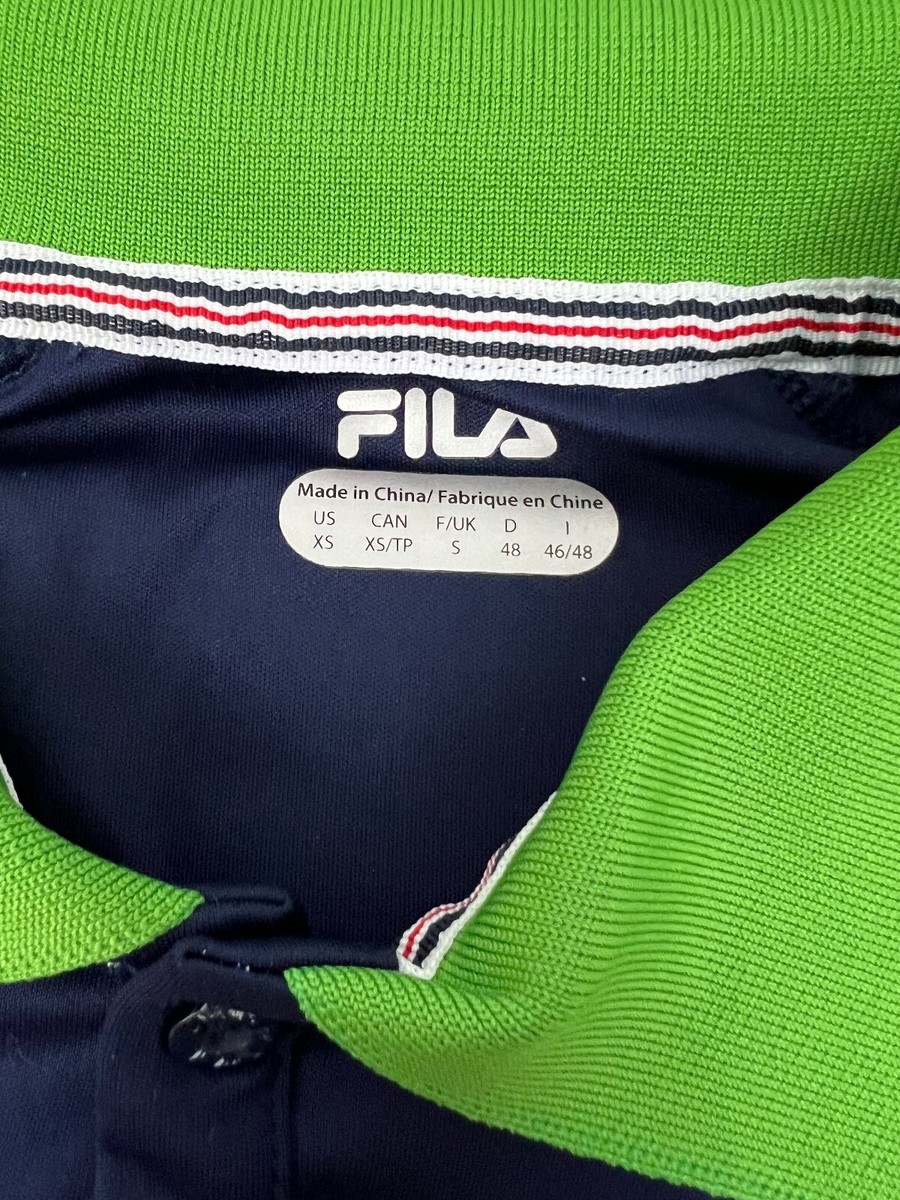 FILA
Made in China/ Fabrique en Chine
US CAN F/UK D I
XS XS/TP S 48 46/48